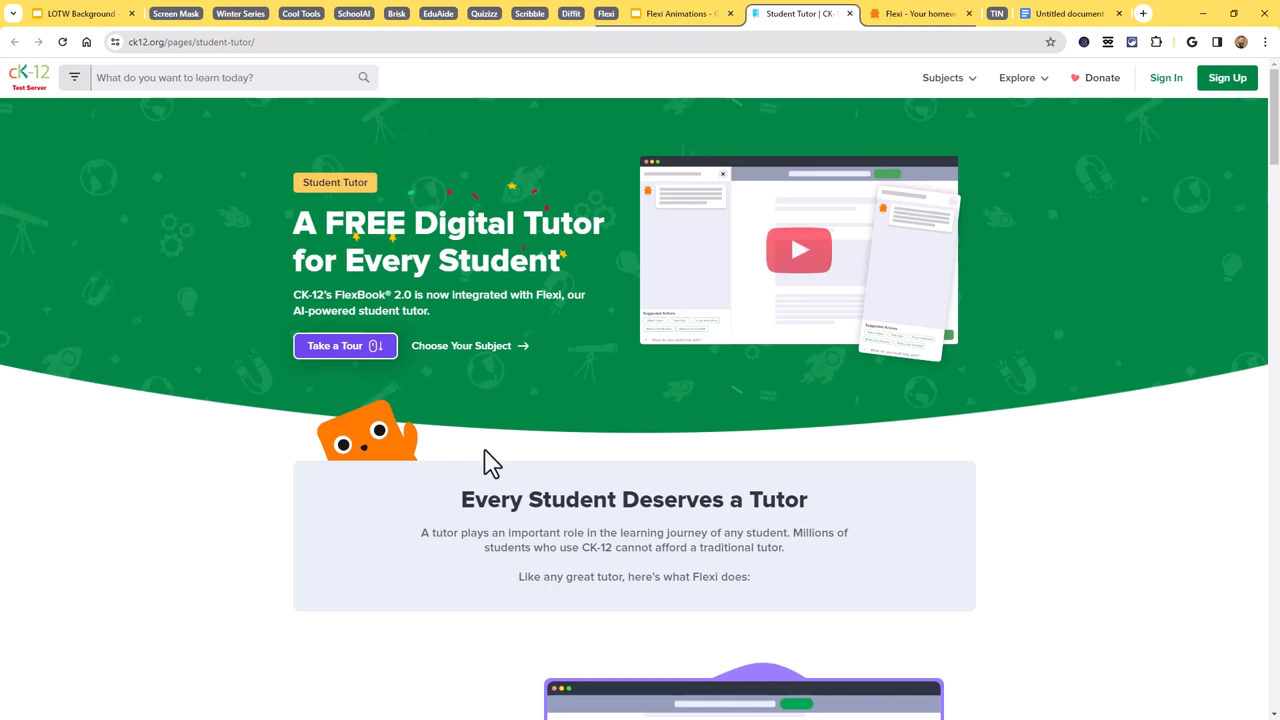 LOTW Background -
Screen Mask
Winter Series
Cool Tools
SchoolAI
Brisk
EduAide
Quizizz
Scribble
Diffit
Flexi
Flexi Animations - G
Student Tutor | CK-
Flexi - Your homew
TIN
Untitled document
ck12.org/pages/student-tutor/
cK-12
Test Server
What do you want to learn today?
Subjects
Explore
Donate
Sign In
Sign Up
Student Tutor
A FREE Digital Tutor
for Every Student
CK-12's FlexBook® 2.0 is now integrated with Flexi, our
AI-powered student tutor.
Take a Tour
Choose Your Subject →
Suggested Actions
Suggested Actions
Every Student Deserves a Tutor
A tutor plays an important role in the learning journey of any student. Millions of
students who use CK-12 cannot afford a traditional tutor.
Like any great tutor, here's what Flexi does: